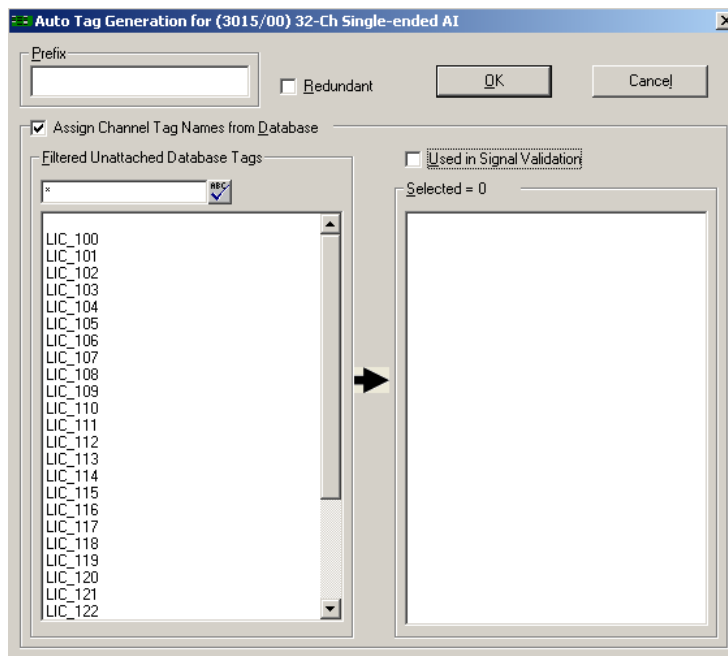 Auto Tag Generation for (3015/00) 32-Ch Single-ended AI
Prefix
Redundant
OK
Cancel
Assign Channel Tag Names from Database
Filtered Unattached Database Tags
Used in Signal Validation
*
ABC
Selected = 0
LIC_100
LIC_101
LIC_102
LIC_103
LIC_104
LIC_105
LIC_106
LIC_107
LIC_108
LIC_109
LIC_110
LIC_111
LIC_112
LIC_113
LIC_114
LIC_115
LIC_116
LIC_117
LIC_118
LIC_119
LIC_120
LIC_121
LIC_122